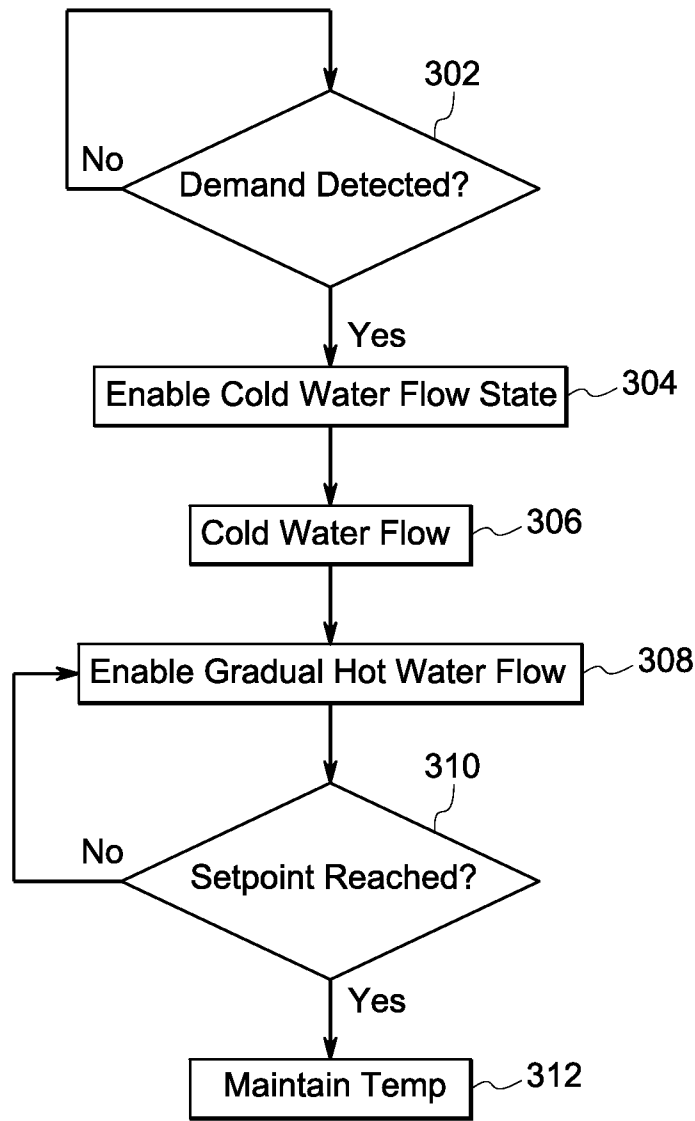 302
No
Demand Detected?
Yes
Enable Cold Water Flow State
304
Cold Water Flow
306
Enable Gradual Hot Water Flow
308
310
No
Setpoint Reached?
Yes
Maintain Temp
312